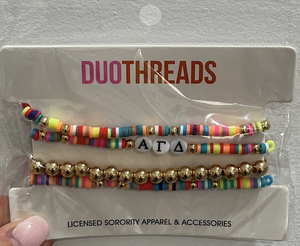 DUOTHREADS
ΑΓΔ
LICENSED SORORITY APPAREL & ACCESSORIES